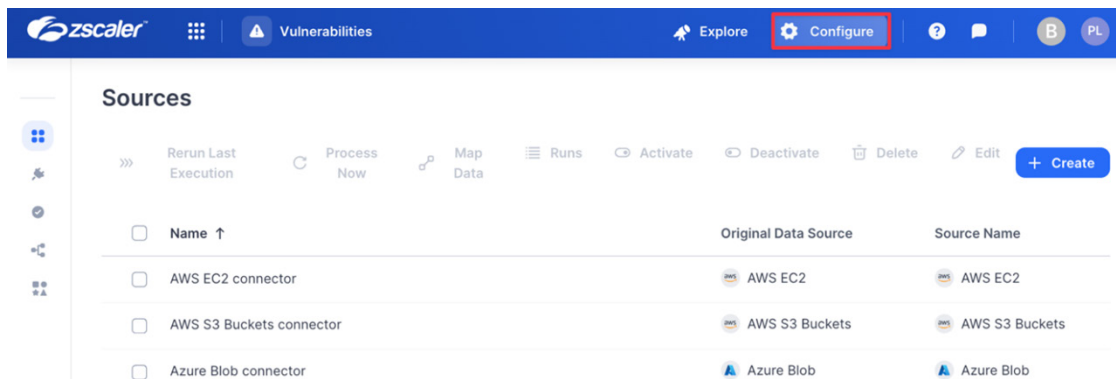 zscaler™ Vulnerabilities Explore Configure ? B PL
Sources
Rerun Last Execution Process Now Map Data Runs Activate Deactivate Delete Edit + Create
Name ↑ Original Data Source Source Name
AWS EC2 connector aws AWS EC2 aws AWS EC2
AWS S3 Buckets connector aws AWS S3 Buckets aws AWS S3 Buckets
Azure Blob connector Azure Blob Azure Blob